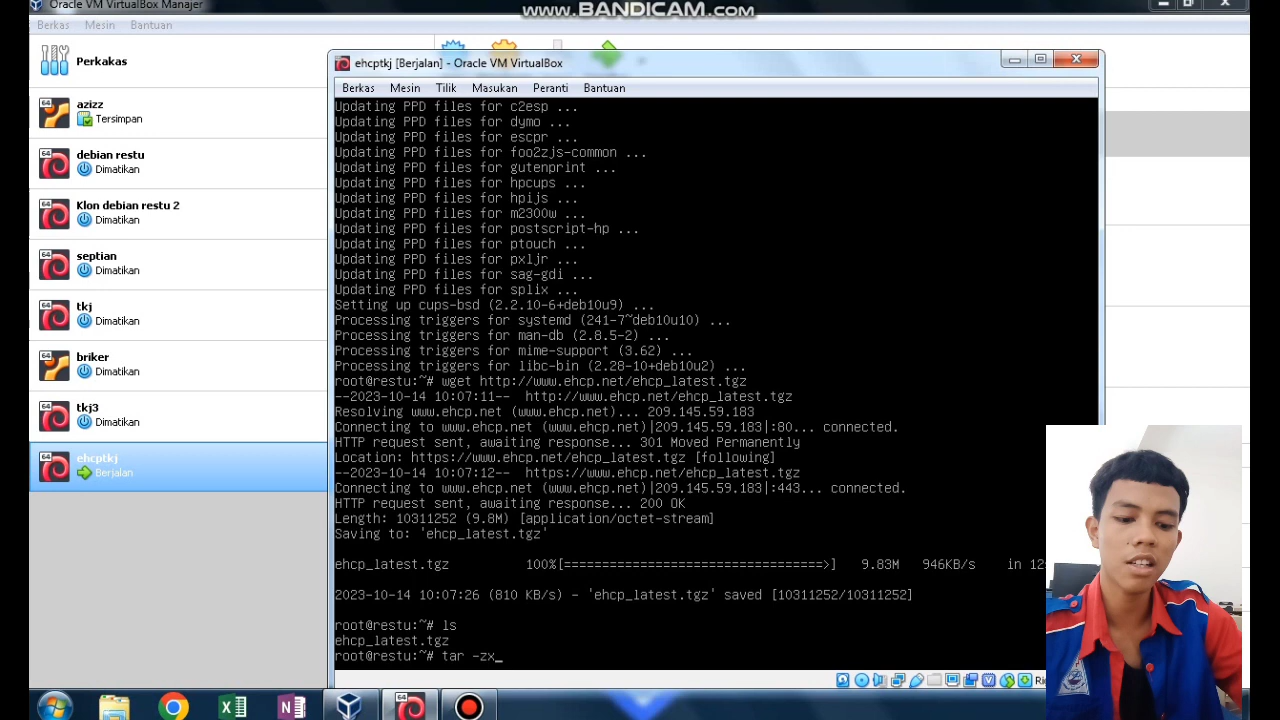 Oracle VM VirtualBox Manajer
WWW.BANDICAM.COM
Berkas Mesin Bantuan
Perkakas
64 azizz
Tersimpan
64 debian restu
Dimatikan
64 Klon debian restu 2
Dimatikan
64 septian
Dimatikan
64 tkj
Dimatikan
64 briker
Dimatikan
64 tkj3
Dimatikan
64 ehcptkj
Berjalan
ehcptkj [Berjalan] - Oracle VM VirtualBox
Berkas Mesin Tilik Masukan Peranti Bantuan
Updating PPD files for c2esp ...
Updating PPD files for dymo ...
Updating PPD files for escpr ...
Updating PPD files for foo2zjs-common ...
Updating PPD files for gutenprint ...
Updating PPD files for hpcups ...
Updating PPD files for hpijs ...
Updating PPD files for m2300w ...
Updating PPD files for postscript-hp ...
Updating PPD files for ptouch ...
Updating PPD files for pxljr ...
Updating PPD files for sag-gdi ...
Updating PPD files for splix ...
Setting up cups-bsd (2.2.10-6+deb10u9) ...
Processing triggers for systemd (241-7~deb10u10) ...
Processing triggers for man-db (2.8.5-2) ...
Processing triggers for mime-support (3.62) ...
Processing triggers for libc-bin (2.28-10+deb10u2) ...
root@restu:~# wget http://www.ehcp.net/ehcp_latest.tgz
--2023-10-14 10:07:11-- http://www.ehcp.net/ehcp_latest.tgz
Resolving www.ehcp.net (www.ehcp.net)... 209.145.59.183
Connecting to www.ehcp.net (www.ehcp.net)|209.145.59.183|:80... connected.
HTTP request sent, awaiting response... 301 Moved Permanently
Location: https://www.ehcp.net/ehcp_latest.tgz [following]
--2023-10-14 10:07:12-- https://www.ehcp.net/ehcp_latest.tgz
Connecting to www.ehcp.net (www.ehcp.net)|209.145.59.183|:443... connected.
HTTP request sent, awaiting response... 200 OK
Length: 10311252 (9.8M) [application/octet-stream]
Saving to: 'ehcp_latest.tgz'
ehcp_latest.tgz 100%[==================================>] 9.83M 946KB/s in 12
2023-10-14 10:07:26 (810 KB/s) - 'ehcp_latest.tgz' saved [10311252/10311252]
root@restu:~# ls
ehcp_latest.tgz
root@restu:~# tar -zx_